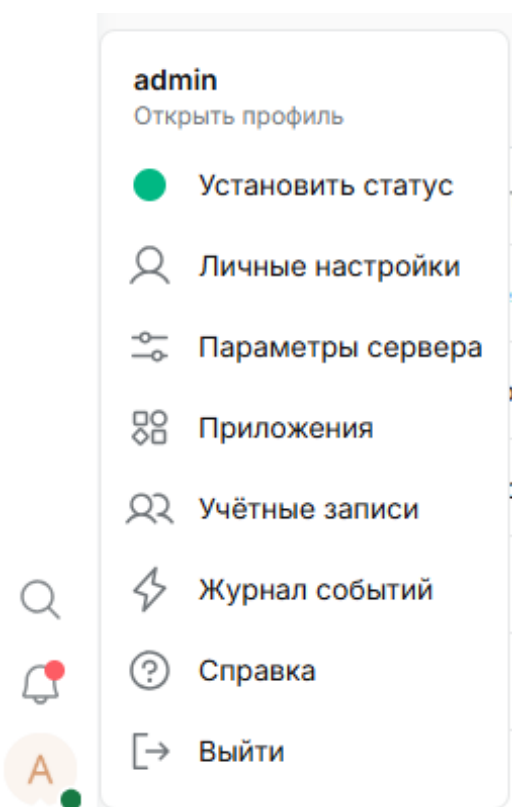 admin
Открыть профиль
Установить статус
Личные настройки
Параметры сервера
Приложения
Учётные записи
Журнал событий
Справка
Выйти
A